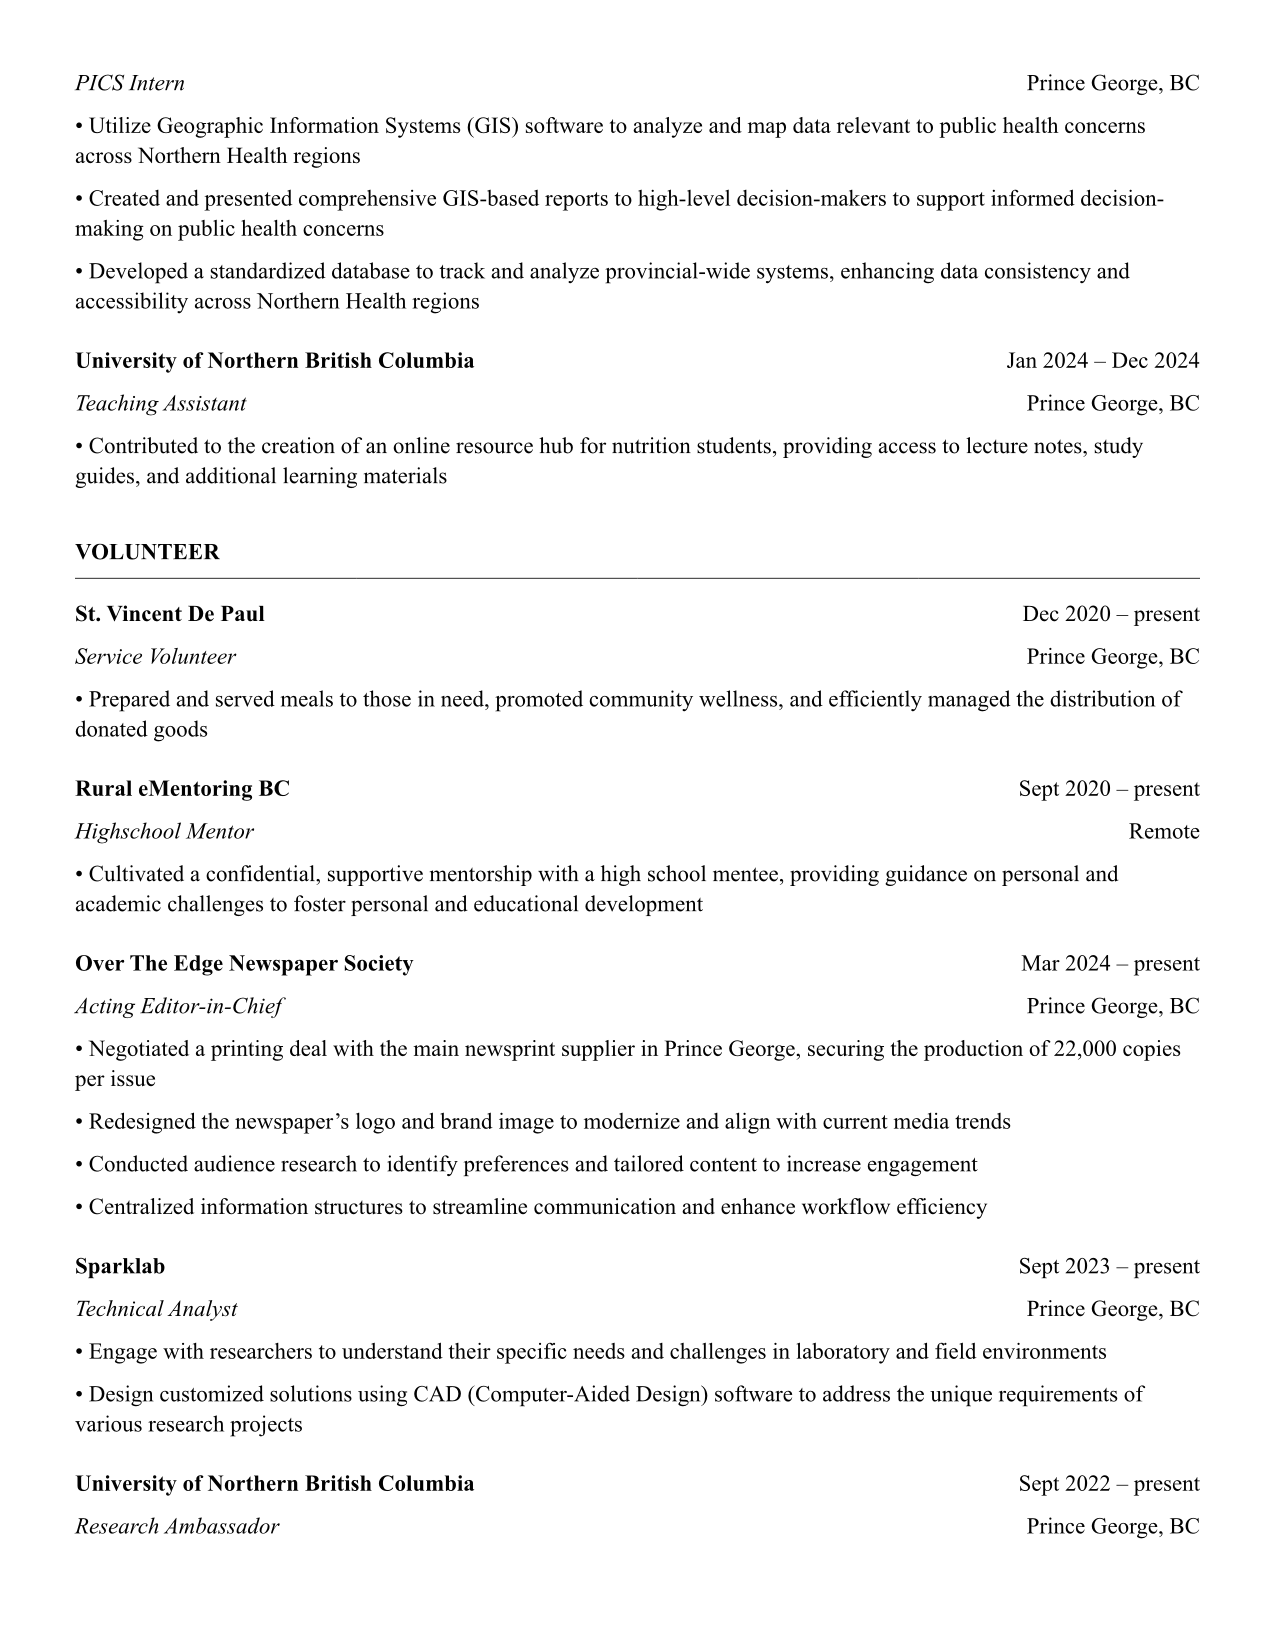 PICS Intern Prince George, BC
• Utilize Geographic Information Systems (GIS) software to analyze and map data relevant to public health concerns
across Northern Health regions
• Created and presented comprehensive GIS-based reports to high-level decision-makers to support informed decision-
making on public health concerns
• Developed a standardized database to track and analyze provincial-wide systems, enhancing data consistency and
accessibility across Northern Health regions
University of Northern British Columbia Jan 2024 – Dec 2024
Teaching Assistant Prince George, BC
• Contributed to the creation of an online resource hub for nutrition students, providing access to lecture notes, study
guides, and additional learning materials
VOLUNTEER
St. Vincent De Paul Dec 2020 – present
Service Volunteer Prince George, BC
• Prepared and served meals to those in need, promoted community wellness, and efficiently managed the distribution of
donated goods
Rural eMentoring BC Sept 2020 – present
Highschool Mentor Remote
• Cultivated a confidential, supportive mentorship with a high school mentee, providing guidance on personal and
academic challenges to foster personal and educational development
Over The Edge Newspaper Society Mar 2024 – present
Acting Editor-in-Chief Prince George, BC
• Negotiated a printing deal with the main newsprint supplier in Prince George, securing the production of 22,000 copies
per issue
• Redesigned the newspaper’s logo and brand image to modernize and align with current media trends
• Conducted audience research to identify preferences and tailored content to increase engagement
• Centralized information structures to streamline communication and enhance workflow efficiency
Sparklab Sept 2023 – present
Technical Analyst Prince George, BC
• Engage with researchers to understand their specific needs and challenges in laboratory and field environments
• Design customized solutions using CAD (Computer-Aided Design) software to address the unique requirements of
various research projects
University of Northern British Columbia Sept 2022 – present
Research Ambassador Prince George, BC